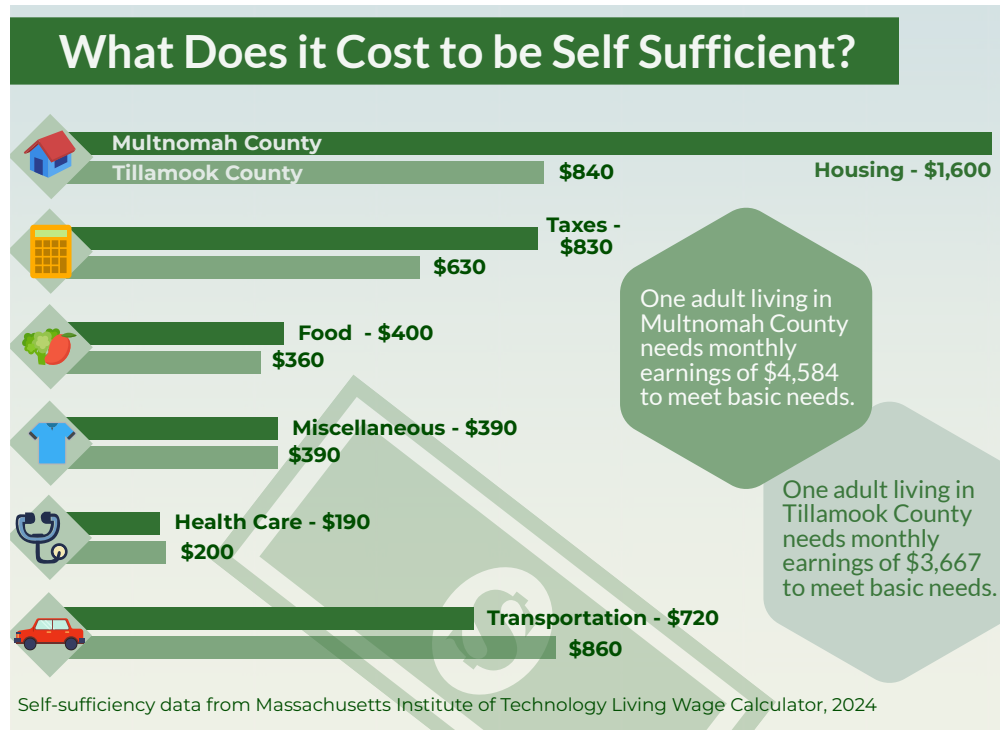 What Does it Cost to be Self Sufficient?
Multnomah County
Housing - $1,600
Tillamook County
$840
Taxes -
$830
$630
Food - $400
$360
Miscellaneous - $390
$390
Health Care - $190
$200
Transportation - $720
$860
One adult living in
Multnomah County
needs monthly
earnings of $4,584
to meet basic needs.
One adult living in
Tillamook County
needs monthly
earnings of $3,667
to meet basic needs.
$
Self-sufficiency data from Massachusetts Institute of Technology Living Wage Calculator, 2024